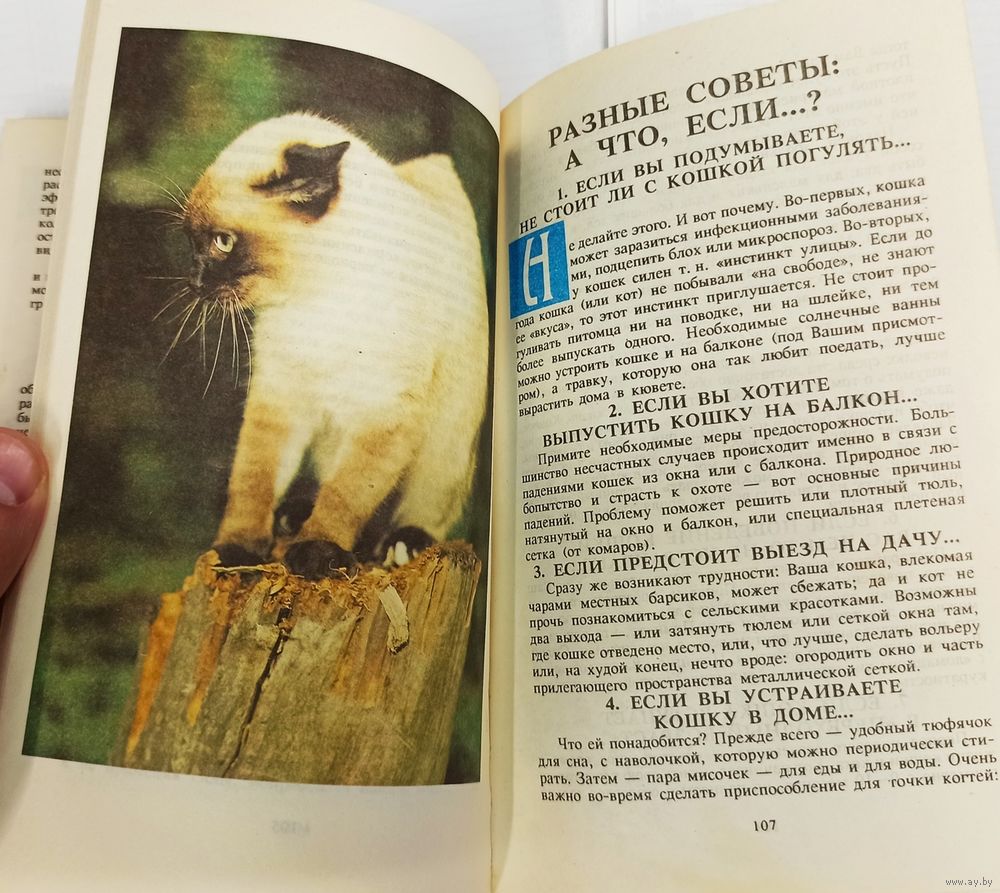 РАЗНЫЕ СОВЕТЫ:
А ЧТО, ЕСЛИ...?
1. ЕСЛИ ВЫ ПОДУМЫВАЕТЕ,
НЕ СТОИТ ЛИ С КОШКОЙ ПОГУЛЯТЬ...
Не делайте этого. И вот почему. Во-первых, кошка
может заразиться инфекционными заболевания-
ми, подцепить блох или микроспороз. Во-вторых,
у кошек силен т. н. «инстинкт улицы». Если до
года кошка (или кот) не побывали «на свободе», не знают
ее «вкуса», то этот инстинкт приглушается. Не стоит про-
гуливать питомца ни на поводке, ни на шлейке, ни тем
более выпускать одного. Необходимые солнечные ванны
можно устроить кошке и на балконе (под Вашим присмот-
ром), а травку, которую она так любит поедать, лучше
вырастить дома в кювете.
2. ЕСЛИ ВЫ ХОТИТЕ
ВЫПУСТИТЬ КОШКУ НА БАЛКОН...
Примите необходимые меры предосторожности. Боль-
шинство несчастных случаев происходит именно в связи с
падениями кошек из окна или с балкона. Природное лю-
бопытство и страсть к охоте — вот основные причины
падений. Проблему поможет решить или плотный тюль,
натянутый на окно и балкон, или специальная плетеная
сетка (от комаров).
3. ЕСЛИ ПРЕДСТОИТ ВЫЕЗД НА ДАЧУ...
Сразу же возникают трудности: Ваша кошка, влекомая
чарами местных барсиков, может сбежать; да и кот не
прочь познакомиться с сельскими красотками. Возможны
два выхода — или затянуть тюлем или сеткой окна там,
где кошке отведено место, или, что лучше, сделать вольеру
или, на худой конец, нечто вроде: огородить окно и часть
прилегающего пространства металлической сеткой.
4. ЕСЛИ ВЫ УСТРАИВАЕТЕ
КОШКУ В ДОМЕ...
Что ей понадобится? Прежде всего — удобный тюфячок
для сна, с наволочкой, которую можно периодически сти-
рать. Затем — пара мисочек — для еды и для воды. Очень
важно во-время сделать приспособление для точки когтей:
107
www.ay.by